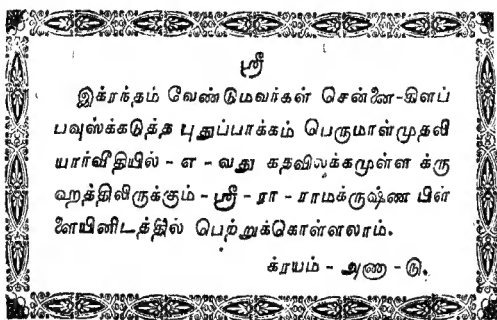 ஸ்ரீ
இக்ரந்தம் வேண்டுமவர்கள் சென்னை-கிளப்
பவுஸ்க்கடுத்த புதுப்பாக்கம் பெருமாள்முதலி
யார்வீதியில் - எ - வது கதவிலக்கமுள்ள க்ரு
ஹத்திலிருக்கும் - ஸ்ரீ - ரா - ராமக்ருஷ்ண பிள்
ளையினிடத்தில் பெற்றுக்கொள்ளலாம்.
க்ரயம் - அணு - ரு.